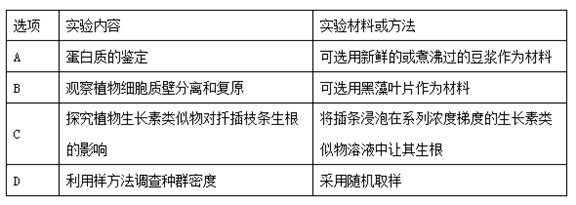 选项 实验内容 实验材料或方法
A 蛋白质的鉴定 可选用新鲜的或煮沸过的豆浆作为材料
B 观察植物细胞质壁分离和复原 可选用黑藻叶片作为材料
C 探究植物生长素类似物对扦插枝条生根的影响 将插条浸泡在系列浓度梯度的生长素类似物溶液中让其生根
D 利用样方法调查种群密度 采用随机取样